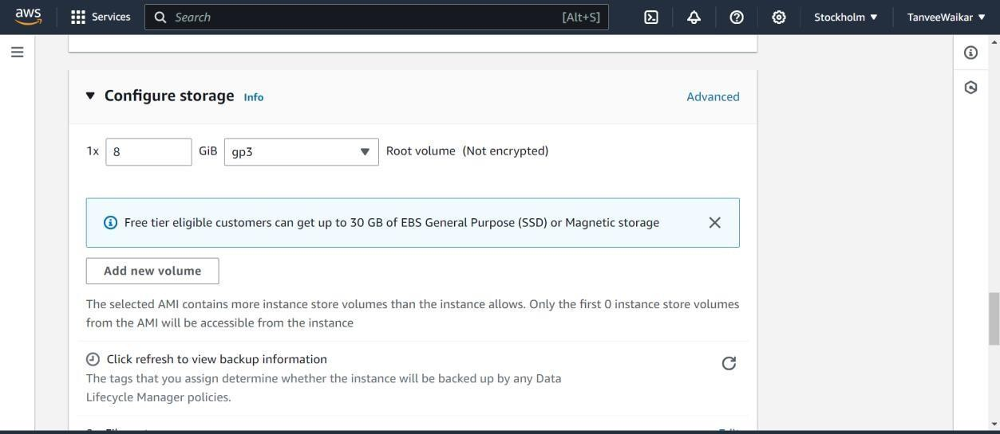 aws Services Search [Alt+S] Stockholm ▼ TanveeWaikar ▼
▼ Configure storage Info Advanced
1x 8 GiB gp3 Root volume (Not encrypted)
Free tier eligible customers can get up to 30 GB of EBS General Purpose (SSD) or Magnetic storage
Add new volume
The selected AMI contains more instance store volumes than the instance allows. Only the first 0 instance store volumes
from the AMI will be accessible from the instance
Click refresh to view backup information
The tags that you assign determine whether the instance will be backed up by any Data
Lifecycle Manager policies.